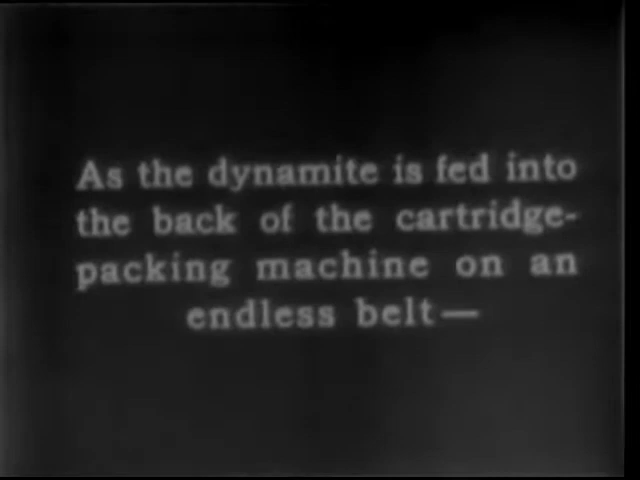 As the dynamite is fed into
the back of the cartridge-
packing machine on an
endless belt—